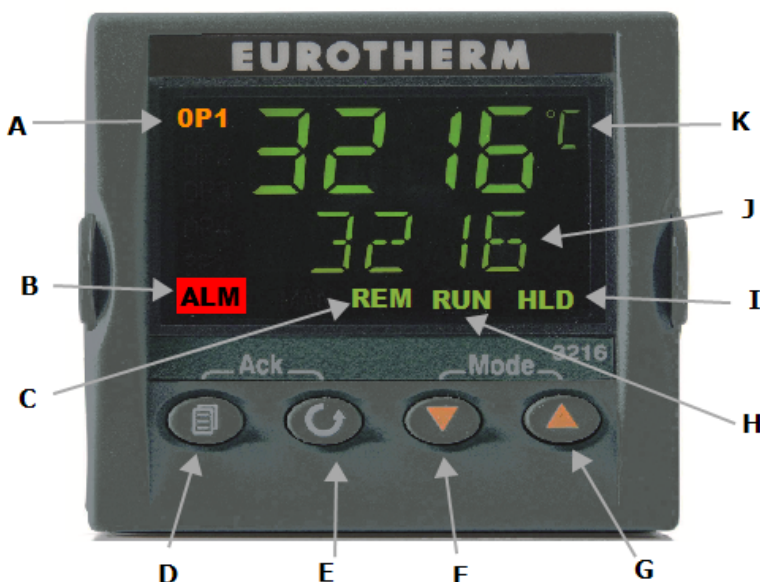 EUROTHERM
A
OP1
3216
°C
K
3216
J
B
ALM
REM
RUN
HLD
I
3216
C
Ack
Mode
H
D
E
F
G